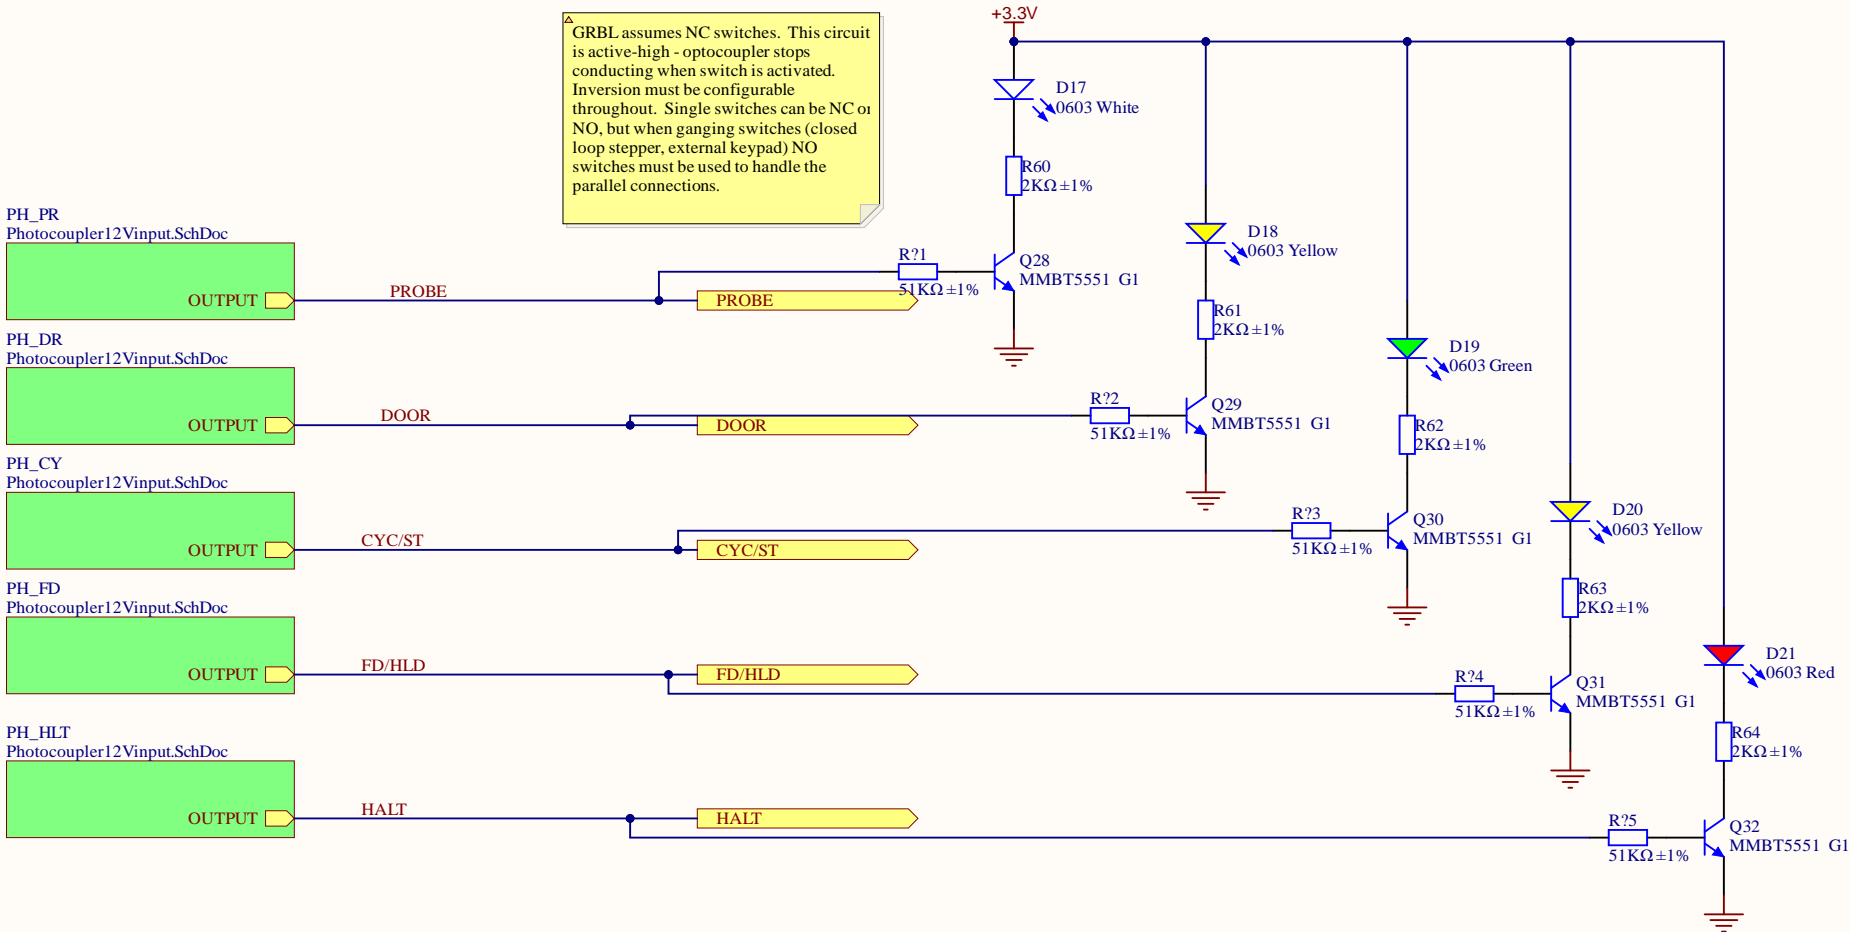 +3.3V
GRBL assumes NC switches. This circuit
is active-high - optocoupler stops
conducting when switch is activated.
Inversion must be configurable
throughout. Single switches can be NC or
NO, but when ganging switches (closed
loop stepper, external keypad) NO
switches must be used to handle the
parallel connections.
D17
0603 White
R60
2KΩ ±1%
PH_PR
Photocoupler12Vinput.SchDoc
OUTPUT
PROBE
PROBE
R?1
51KΩ ±1%
Q28
MMBT5551 G1
D18
0603 Yellow
R61
2KΩ ±1%
PH_DR
Photocoupler12Vinput.SchDoc
OUTPUT
DOOR
DOOR
R?2
51KΩ ±1%
Q29
MMBT5551 G1
D19
0603 Green
R62
2KΩ ±1%
PH_CY
Photocoupler12Vinput.SchDoc
OUTPUT
CYC/ST
CYC/ST
R?3
51KΩ ±1%
Q30
MMBT5551 G1
D20
0603 Yellow
R63
2KΩ ±1%
PH_FD
Photocoupler12Vinput.SchDoc
OUTPUT
FD/HLD
FD/HLD
R?4
51KΩ ±1%
Q31
MMBT5551 G1
D21
0603 Red
R64
2KΩ ±1%
PH_HLT
Photocoupler12Vinput.SchDoc
OUTPUT
HALT
HALT
R?5
51KΩ ±1%
Q32
MMBT5551 G1